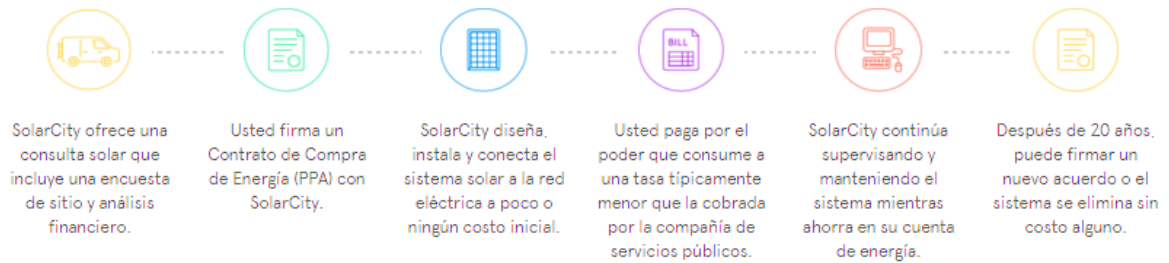 BILL
SolarCity ofrece una
consulta solar que
incluye una encuesta
de sitio y análisis
financiero.
Usted firma un
Contrato de Compra
de Energía (PPA) con
SolarCity.
SolarCity diseña,
instala y conecta el
sistema solar a la red
eléctrica a poco o
ningún costo inicial.
Usted paga por el
poder que consume a
una tasa típicamente
menor que la cobrada
por la compañía de
servicios públicos.
SolarCity continúa
supervisando y
manteniendo el
sistema mientras
ahorra en su cuenta
de energía.
Después de 20 años,
puede firmar un
nuevo acuerdo o el
sistema se elimina sin
costo alguno.